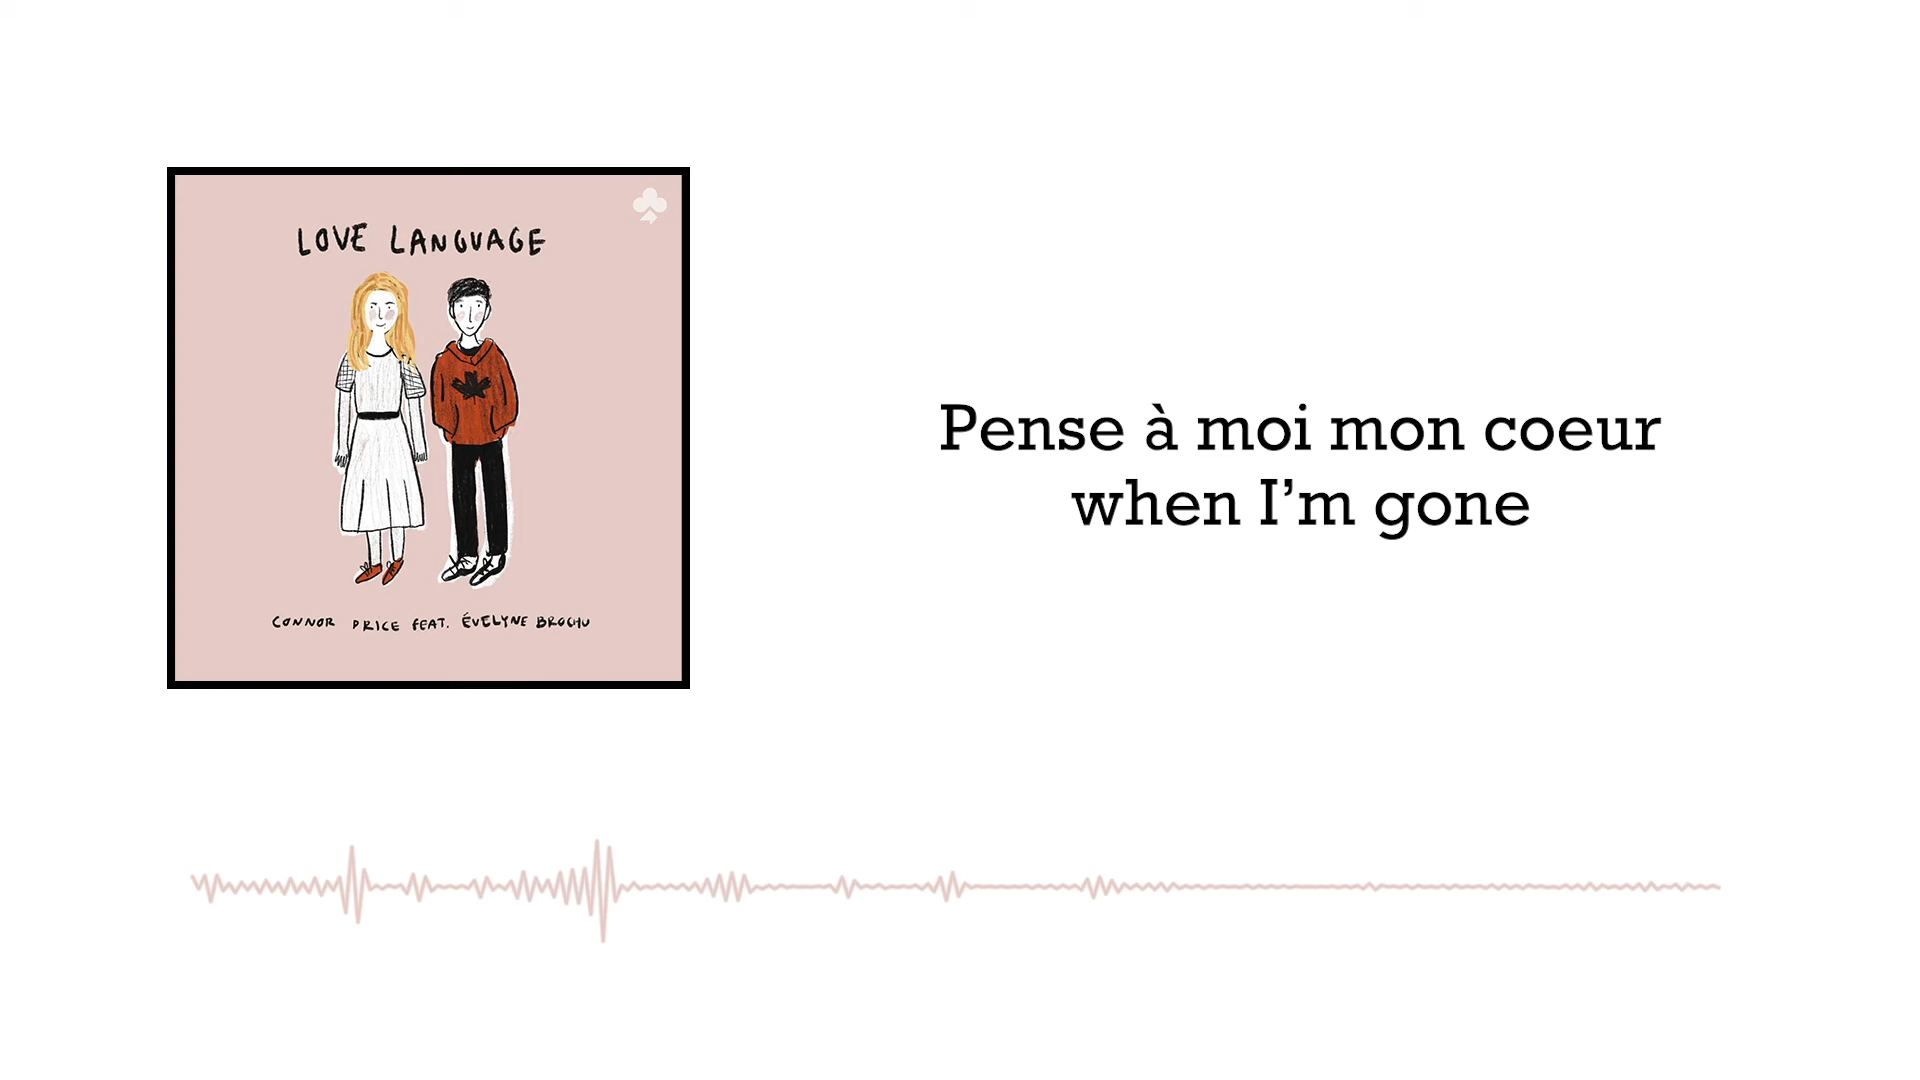 LOVE LANGUAGE
CONNOR PRICE FEAT. ÉVELYNE BROCHU
Pense à moi mon coeur
when I’m gone